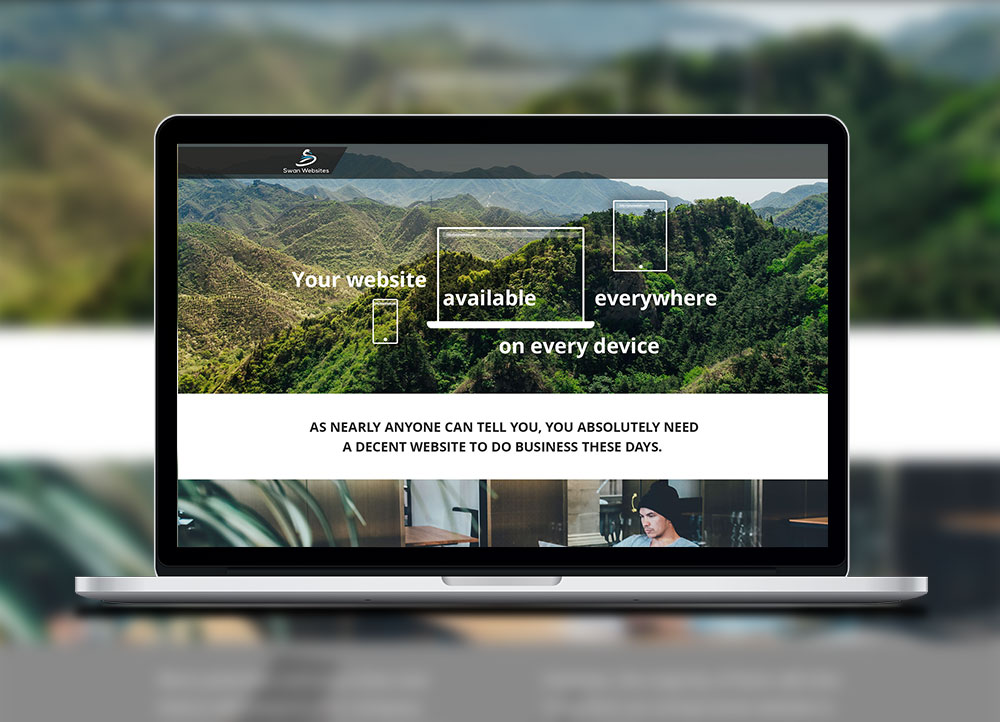 Swan Websites
Your website
available
everywhere
on every device
AS NEARLY ANYONE CAN TELL YOU, YOU ABSOLUTELY NEED
A DECENT WEBSITE TO DO BUSINESS THESE DAYS.